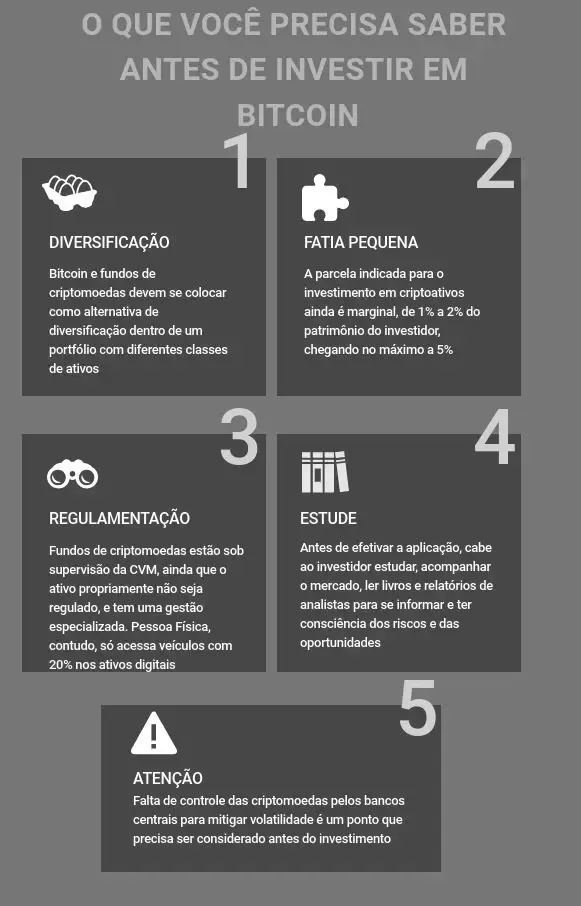 O QUE VOCÊ PRECISA SABER
ANTES DE INVESTIR EM
BITCOIN
1
DIVERSIFICAÇÃO
Bitcoin e fundos de
criptomoedas devem se colocar
como alternativa de
diversificação dentro de um
portfólio com diferentes classes
de ativos
2
FATIA PEQUENA
A parcela indicada para o
investimento em criptoativos
ainda é marginal, de 1% a 2% do
patrimônio do investidor,
chegando no máximo a 5%
3
REGULAMENTAÇÃO
Fundos de criptomoedas estão sob
supervisão da CVM, ainda que o
ativo propriamente não seja
regulado, e tem uma gestão
especializada. Pessoa Física,
contudo, só acessa veículos com
20% nos ativos digitais
4
ESTUDE
Antes de efetivar a aplicação, cabe
ao investidor estudar, acompanhar
o mercado, ler livros e relatórios de
analistas para se informar e ter
consciência dos riscos e das
oportunidades
5
ATENÇÃO
Falta de controle das criptomoedas pelos bancos
centrais para mitigar volatilidade é um ponto que
precisa ser considerado antes do investimento